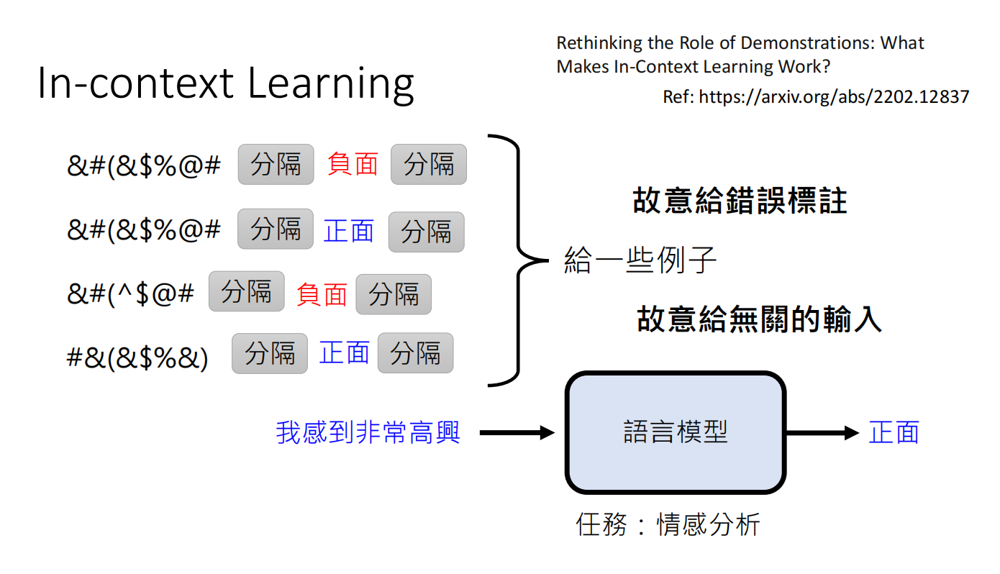 Rethinking the Role of Demonstrations: What
Makes In-Context Learning Work?
Ref: https://arxiv.org/abs/2202.12837
In-context Learning
&#(&$%@# 分隔 負面 分隔
&#(&$%@# 分隔 正面 分隔
&#(^$@# 分隔 負面 分隔
#&(&$%&) 分隔 正面 分隔
故意給錯誤標註
給一些例子
故意給無關的輸入
我感到非常高興
語言模型
正面
任務：情感分析